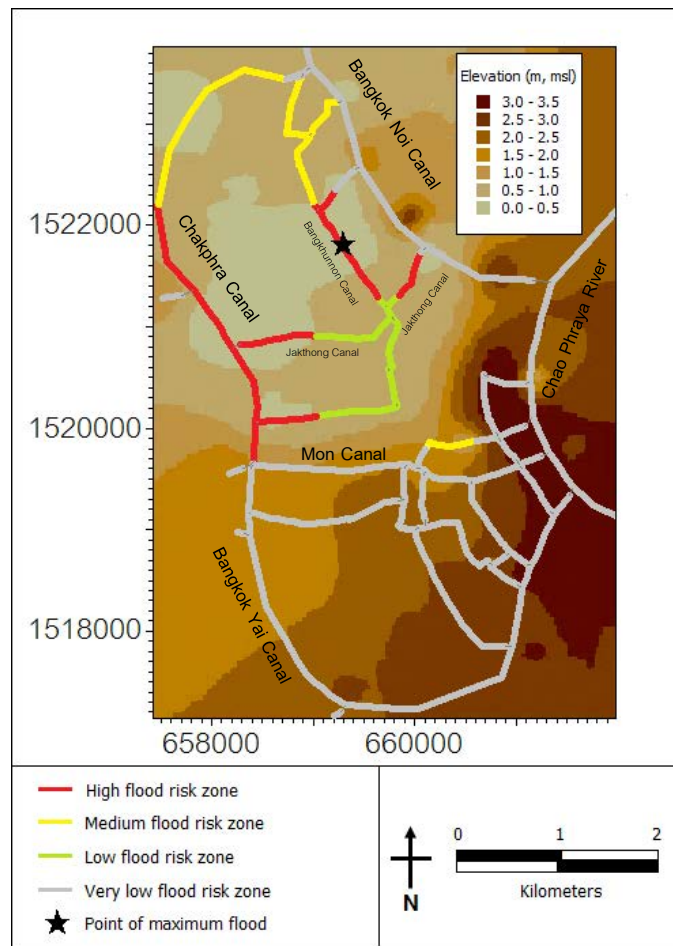 Elevation (m, msl)
3.0 - 3.5
2.5 - 3.0
2.0 - 2.5
1.5 - 2.0
1.0 - 1.5
0.5 - 1.0
0.0 - 0.5
Bangkok Noi Canal
1522000
Chakphra Canal
Bangkhunnon Canal
Jakthong Canal
Chao Phraya River
Jakthong Canal
1520000
Mon Canal
Bangkok Yai Canal
1518000
658000
660000
High flood risk zone
Medium flood risk zone
Low flood risk zone
Very low flood risk zone
Point of maximum flood
N
0 1 2
Kilometers